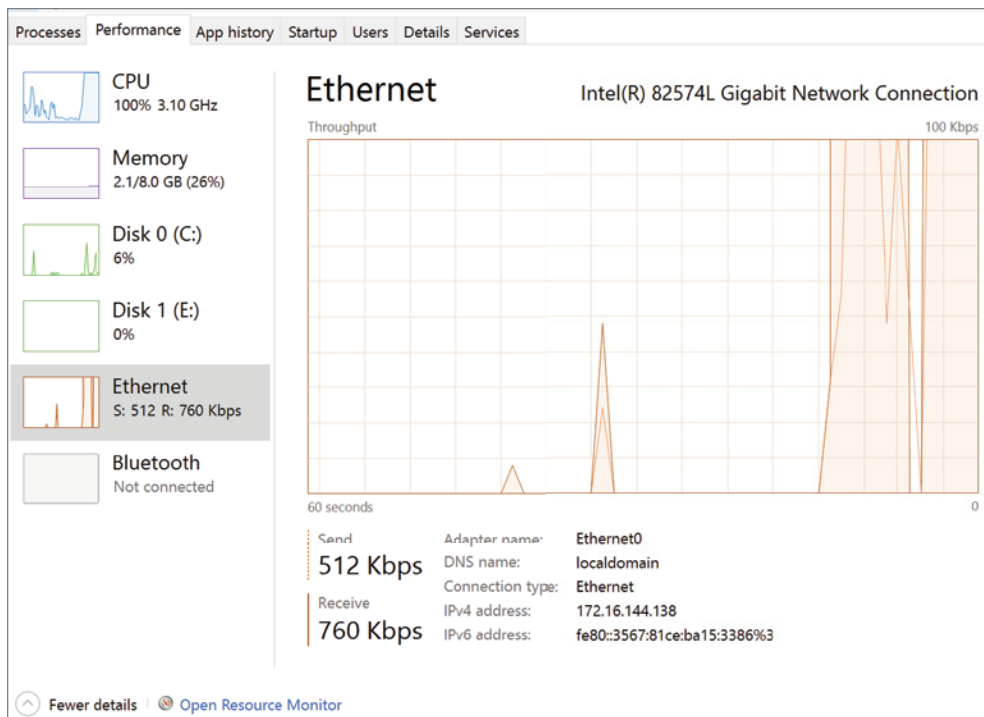 Processes Performance App history Startup Users Details Services
CPU
100% 3.10 GHz
Memory
2.1/8.0 GB (26%)
Disk 0 (C:)
6%
Disk 1 (E:)
0%
Ethernet
S: 512 R: 760 Kbps
Bluetooth
Not connected
Ethernet Intel(R) 82574L Gigabit Network Connection
Throughput 100 Kbps
60 seconds 0
Send
512 Kbps
Receive
760 Kbps
Adapter name: Ethernet0
DNS name: localdomain
Connection type: Ethernet
IPv4 address: 172.16.144.138
IPv6 address: fe80::3567:81ce:ba15:3386%3
Fewer details Open Resource Monitor